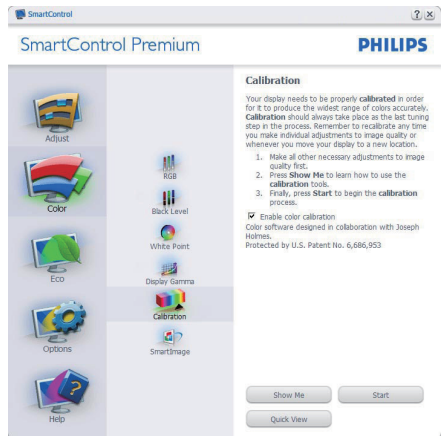 SmartControl
SmartControl Premium
PHILIPS
Adjust
Color
Eco
Options
Help
RGB
Black Level
White Point
Display Gamma
Calibration
SmartImage
Calibration
Your display needs to be properly calibrated in order
for it to produce the widest range of colors accurately.
Calibration should always take place as the last tuning
step in the process. Remember to recalibrate any time
you make individual adjustments to image quality or
whenever you move your display to a new location.
1. Make all other necessary adjustments to image
quality first.
2. Press Show Me to learn how to use the
calibration tools.
3. Finally, press Start to begin the calibration
process.
Enable color calibration
Color software designed in collaboration with Joseph
Holmes.
Protected by U.S. Patent No. 6,686,953
Show Me
Start
Quick View